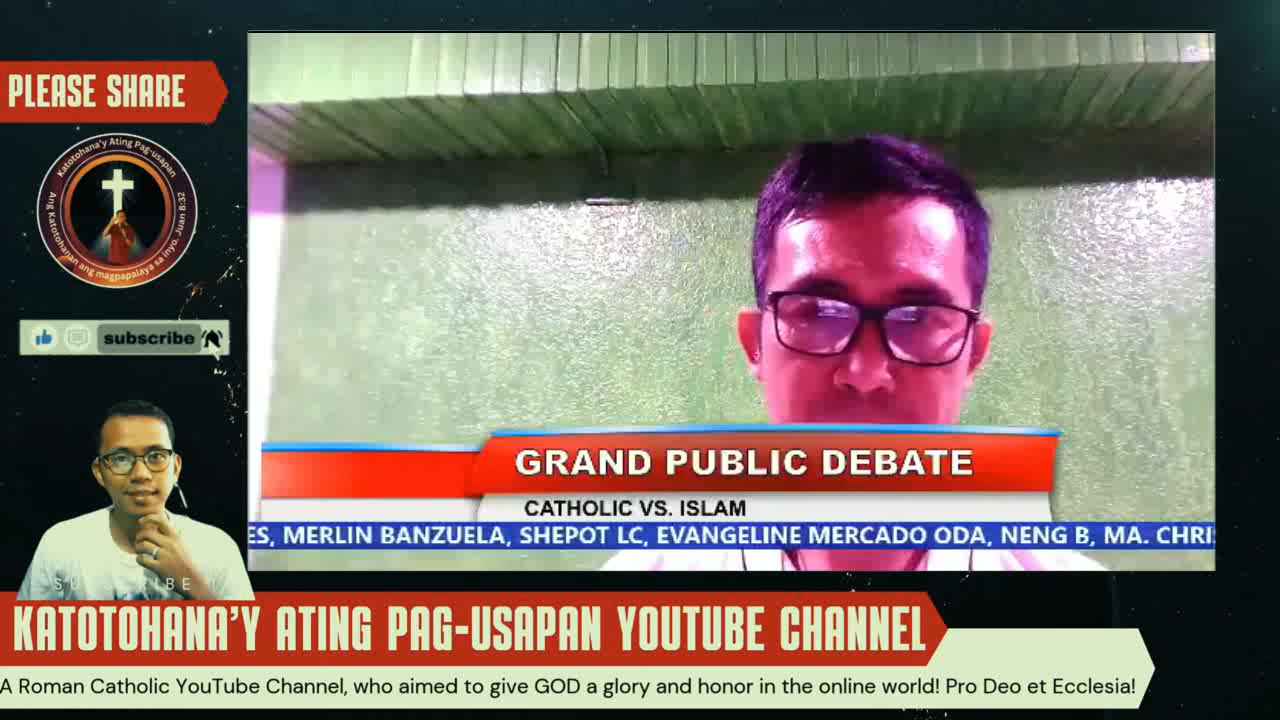 PLEASE SHARE
Katotohana'y Ating Pag-usapan
Ang Katotohanan ang magpapalaya sa inyo. Juan 8:32
subscribe
GRAND PUBLIC DEBATE
CATHOLIC VS. ISLAM
ES, MERLIN BANZUELA, SHEPOT LC, EVANGELINE MERCADO ODA, NENG B, MA. CHRI
SUBSCRIBE
KATOTOHANA'Y ATING PAG-USAPAN YOUTUBE CHANNEL
A Roman Catholic YouTube Channel, who aimed to give GOD a glory and honor in the online world! Pro Deo et Ecclesia!